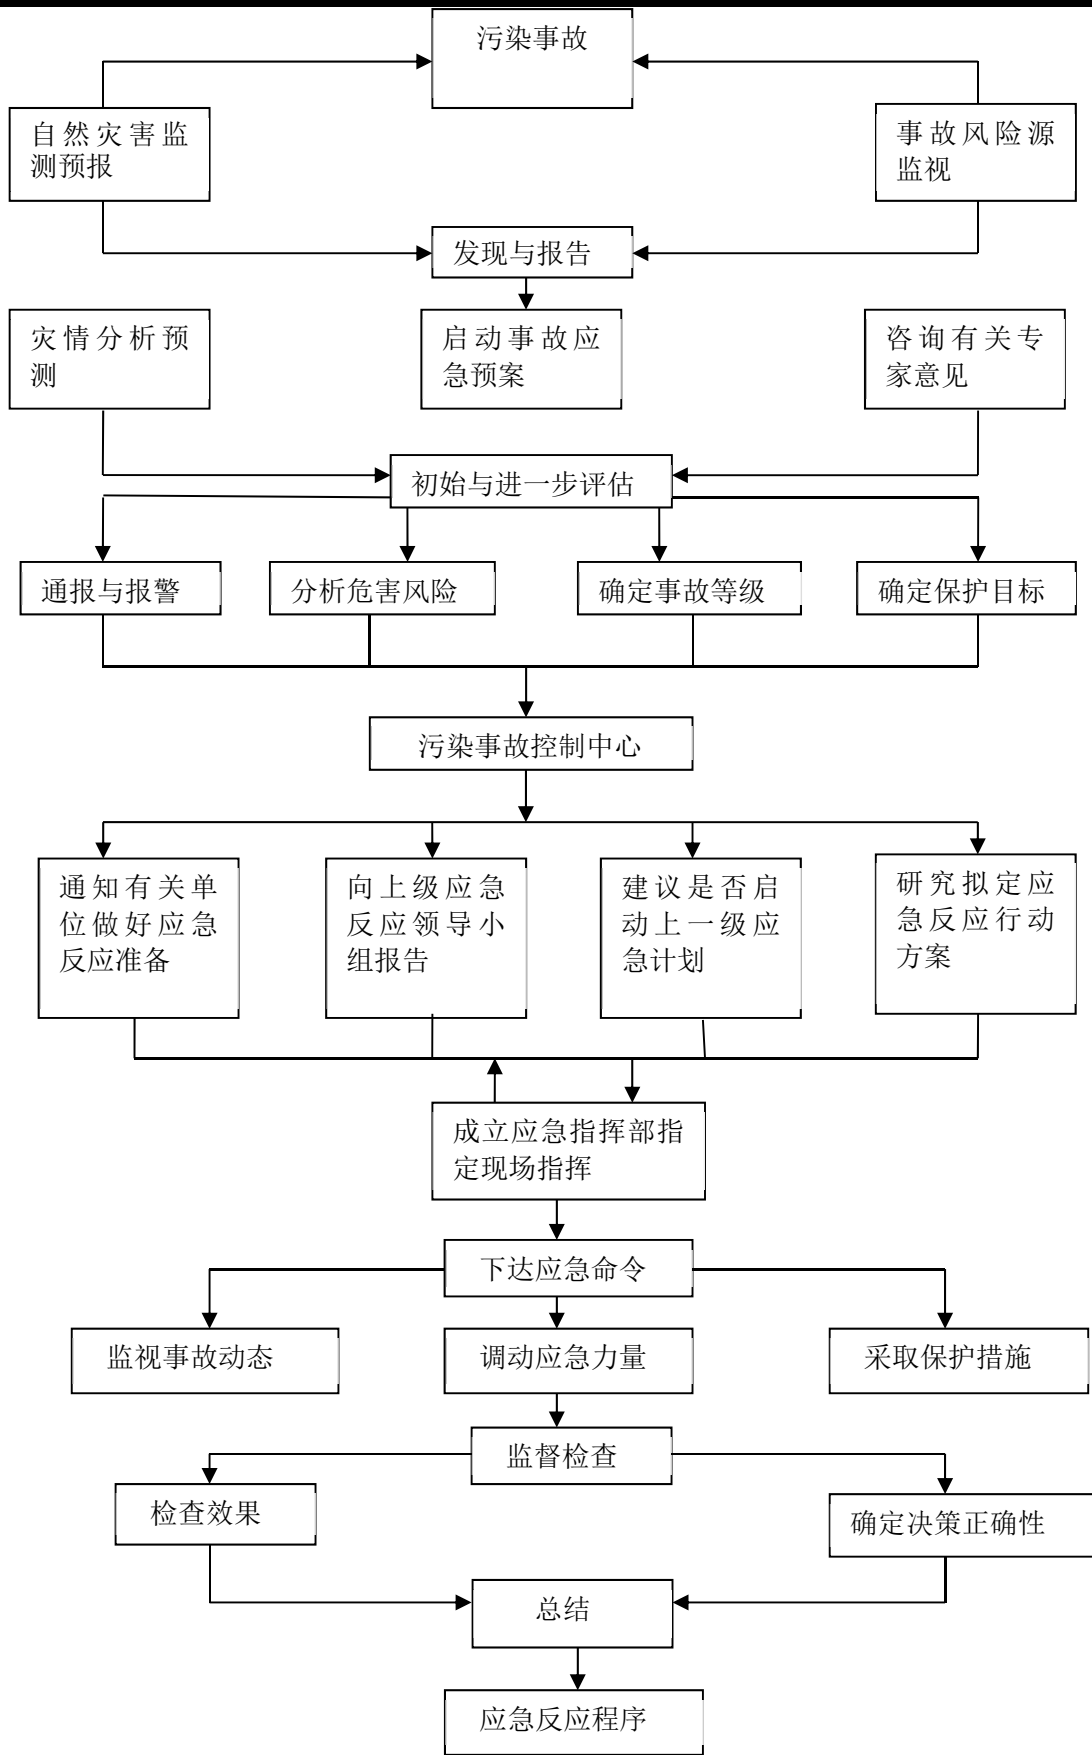 污染事故
自然灾害监
测预报
事故风险源
监视
发现与报告
灾情分析预
测
启动事故应
急预案
咨询有关专
家意见
初始与进一步评估
通报与报警
分析危害风险
确定事故等级
确定保护目标
污染事故控制中心
通知有关单
位做好应急
反应准备
向上级应急
反应领导小
组报告
建议是否启
动上一级应
急计划
研究拟定应
急反应行动
方案
成立应急指挥部指
定现场指挥
下达应急命令
监视事故动态
调动应急力量
采取保护措施
监督检查
检查效果
确定决策正确性
总结
应急反应程序